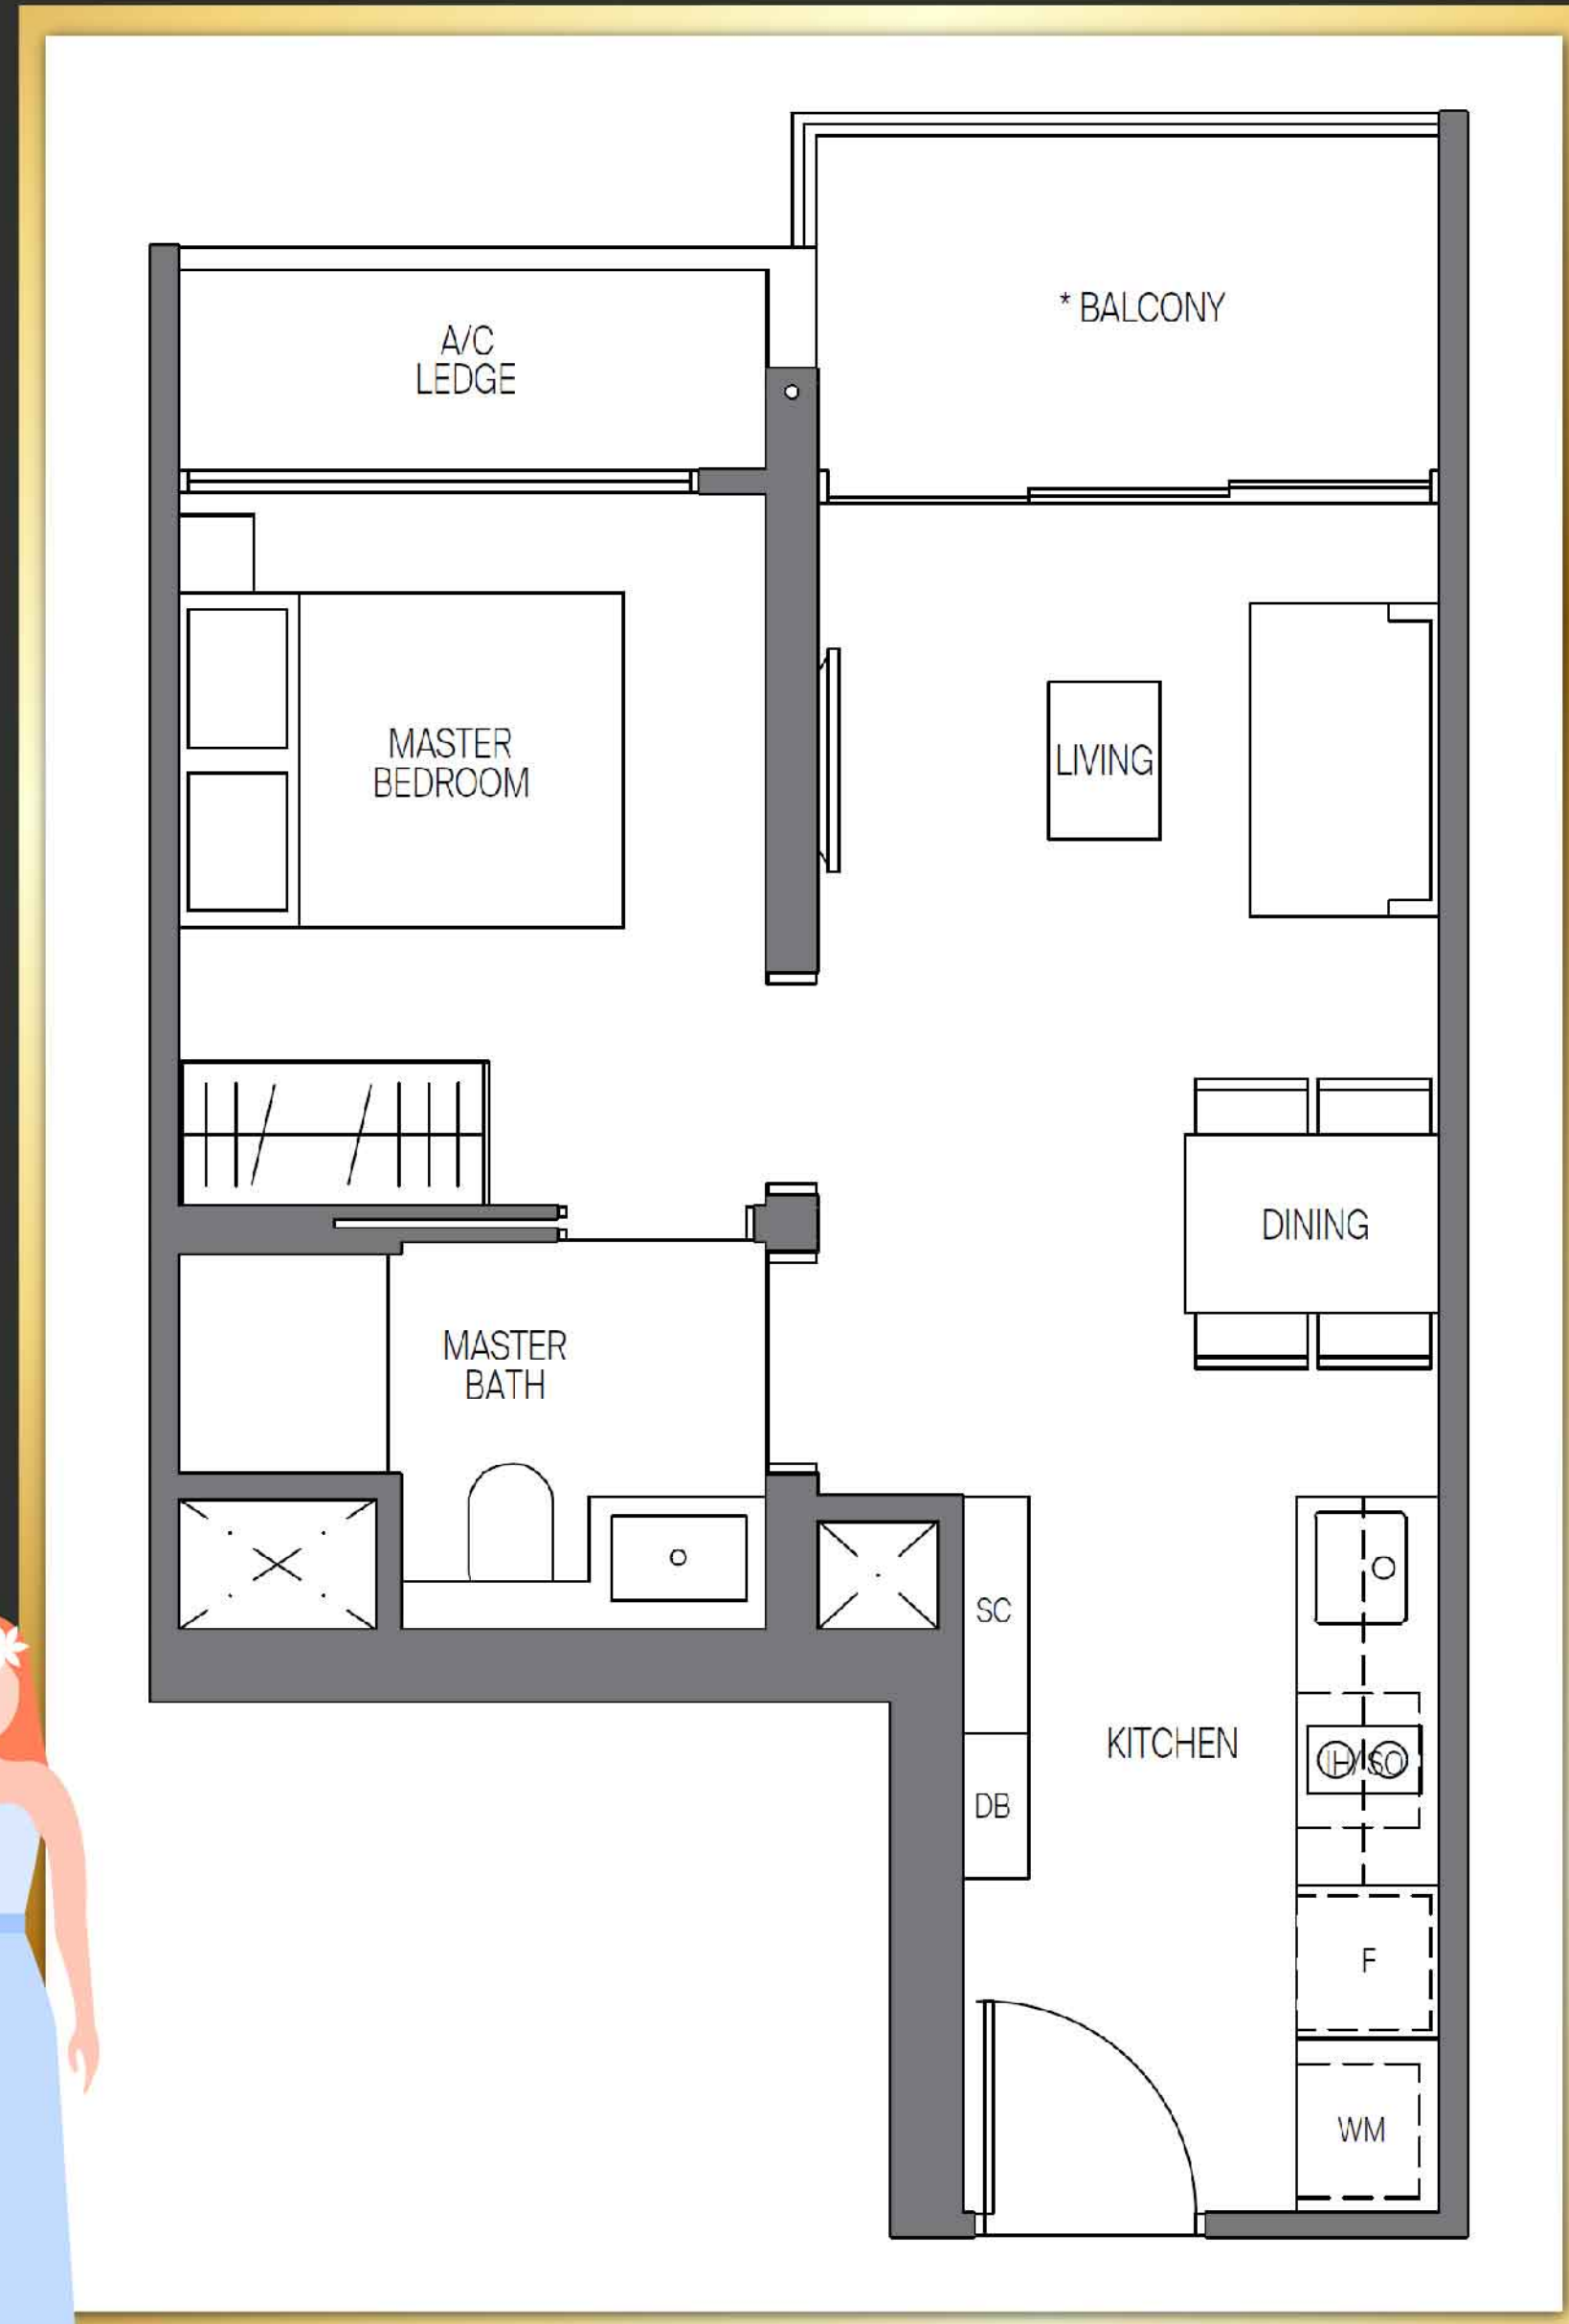 * BALCONY
A/C
LEDGE
MASTER
BEDROOM
LIVING
DINING
MASTER
BATH
SC
KITCHEN
IH/SO
DB
F
WM